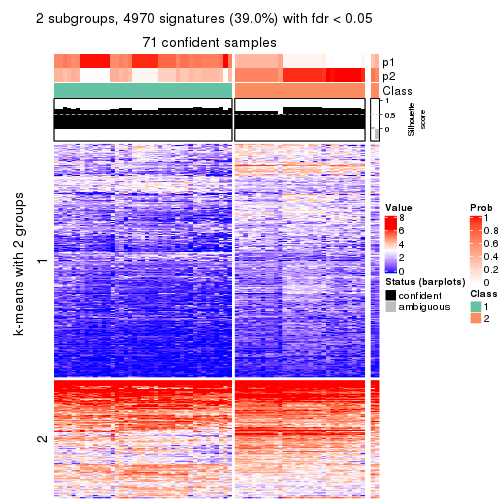 2 subgroups, 4970 signatures (39.0%) with fdr < 0.05
71 confident samples
p1
p2
Class
1
0.5
0
Silhouette
score
k-means with 2 groups
1
2
Value
8
6
4
2
0
Status (barplots)
confident
ambiguous
Prob
1
0.8
0.6
0.4
0.2
0
Class
1
2